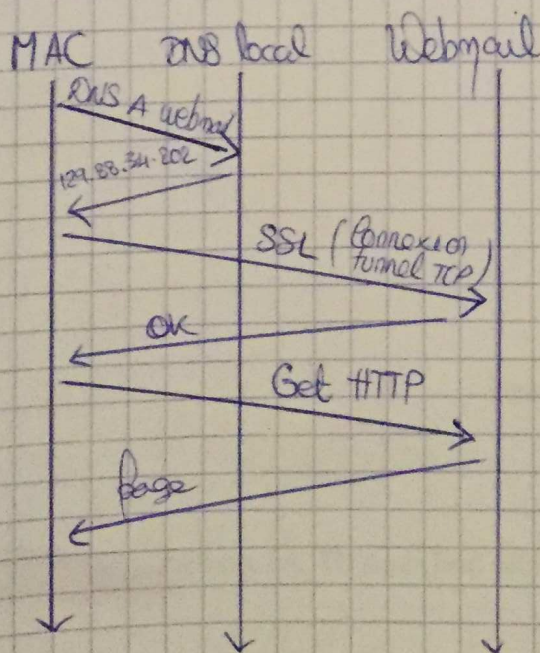 MAC DNS local Webmail
DNS A webmail
129.88.34.202
SSL (Connexion
tunnel TCP)
OK
Get HTTP
page